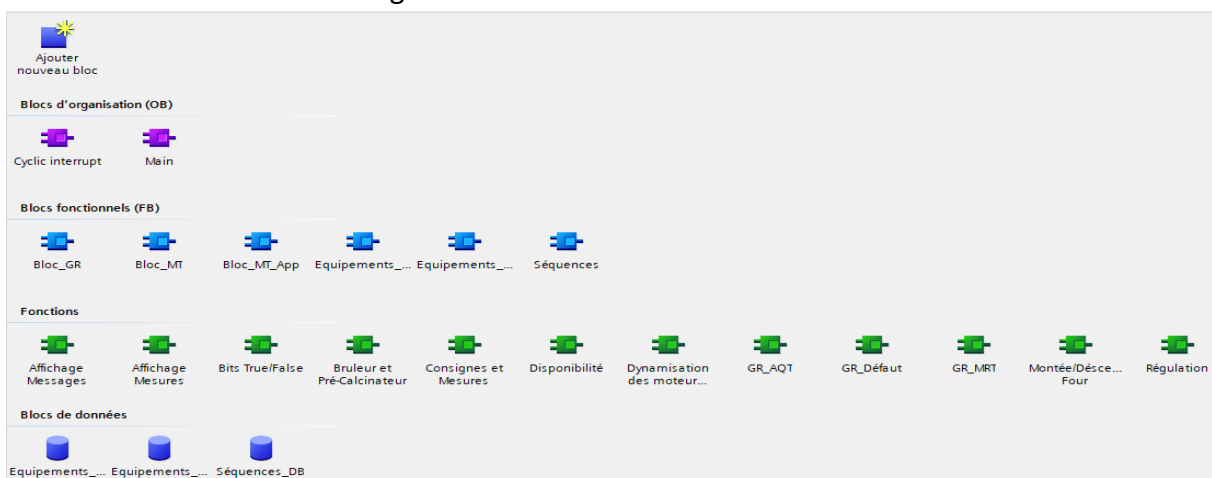 Ajouter
nouveau bloc
Blocs d'organisation (OB)
Cyclic interrupt Main
Blocs fonctionnels (FB)
Bloc_GR Bloc_MT Bloc_MT_App Equipements_... Equipements_... Séquences
Fonctions
Affichage Affichage Bits True/False Bruleur et Consignes et Disponibilité Dynamisation GR_AQT GR_Défaut GR_MRT Montée/Désce... Régulation
Messages Mesures Pré-Calcinateur Mesures des moteur... Four
Blocs de données
Equipements_... Equipements_... Séquences_DB